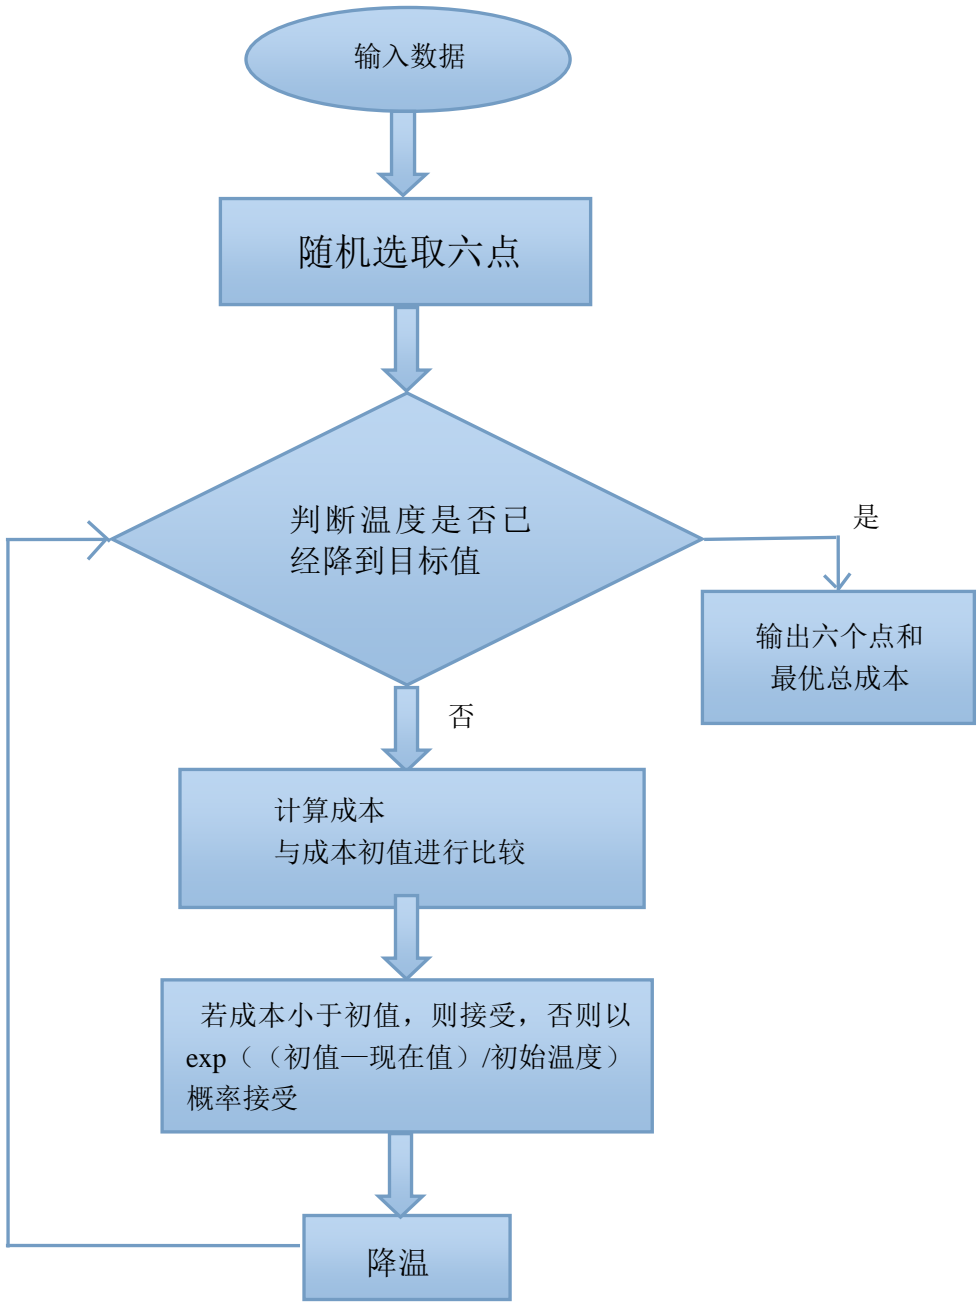 输入数据
随机选取六点
判断温度是否已
经降到目标值
是
输出六个点和
最优总成本
否
计算成本
与成本初值进行比较
若成本小于初值，则接受，否则以
exp（（初值—现在值）/初始温度）
概率接受
降温